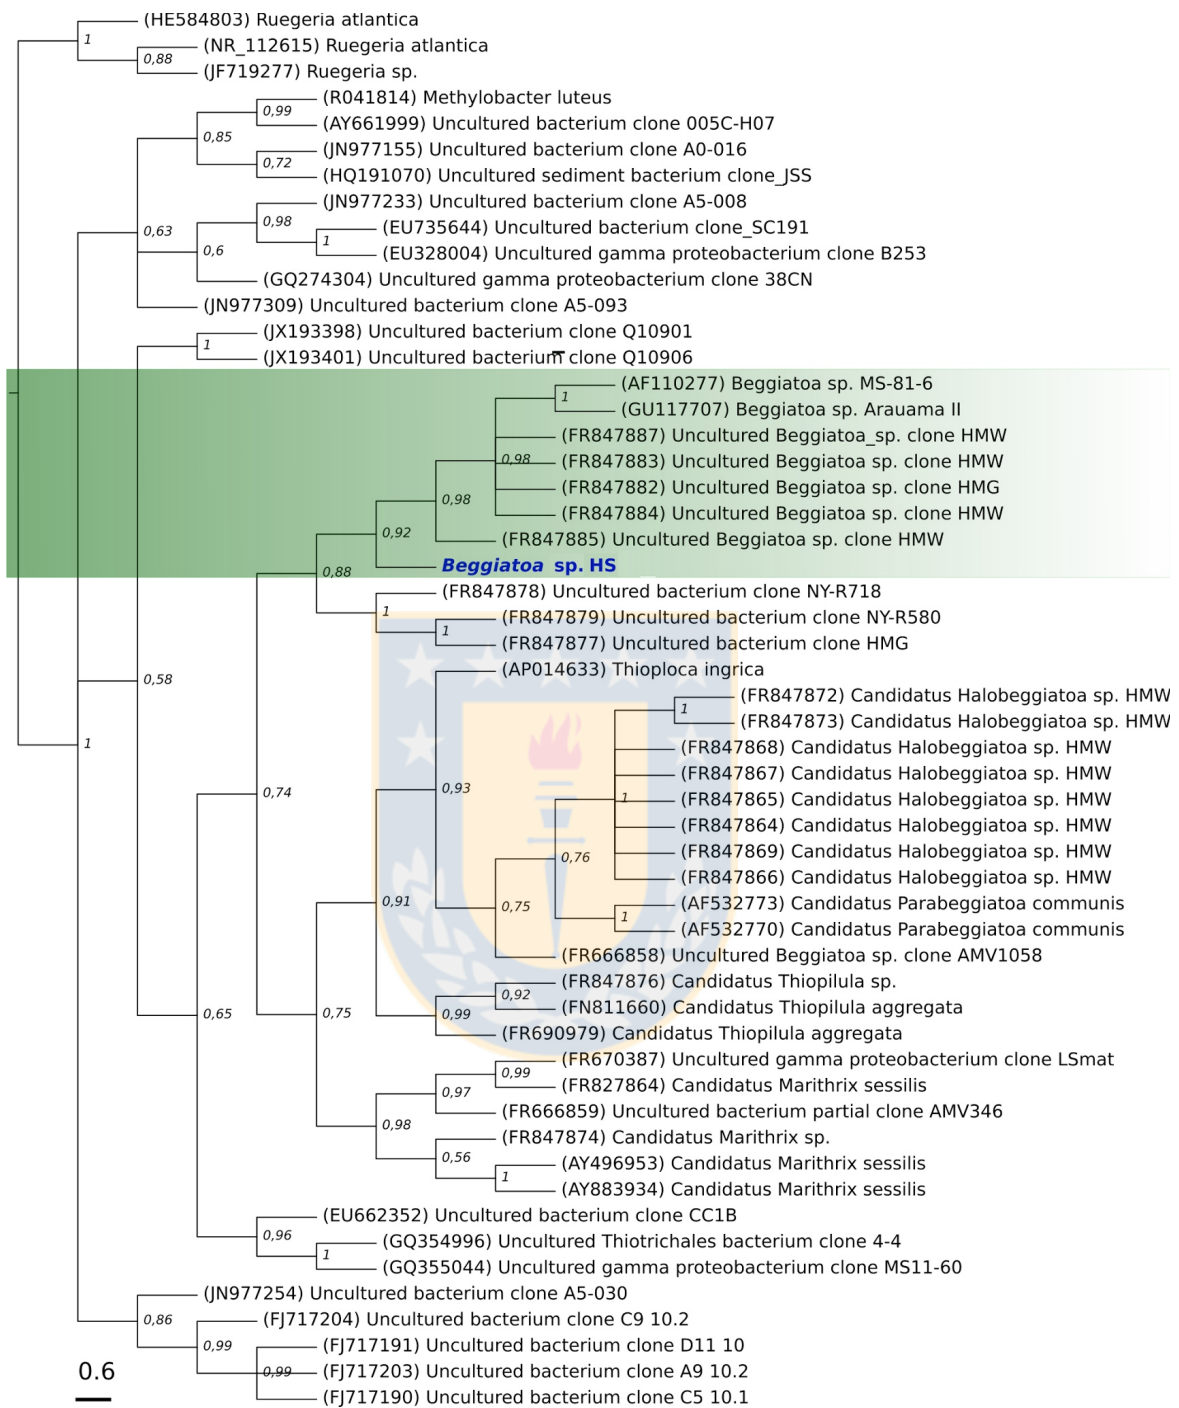 (HE584803) Ruegeria atlantica
1
(NR_112615) Ruegeria atlantica
0,88
(JF719277) Ruegeria sp.
(R041814) Methylobacter luteus
0,99
(AY661999) Uncultured bacterium clone 005C-H07
0,85
(JN977155) Uncultured bacterium clone A0-016
0,72
(HQ191070) Uncultured sediment bacterium clone_JSS
(JN977233) Uncultured bacterium clone A5-008
0,98
(EU735644) Uncultured bacterium clone_SC191
0,63
1
(EU328004) Uncultured gamma proteobacterium clone B253
0,6
(GQ274304) Uncultured gamma proteobacterium clone 38CN
(JN977309) Uncultured bacterium clone A5-093
(JX193398) Uncultured bacterium clone Q10901
1
(JX193401) Uncultured bacterium clone Q10906
(AF110277) Beggiatoa sp. MS-81-6
1
(GU117707) Beggiatoa sp. Arauama II
(FR847887) Uncultured Beggiatoa_sp. clone HMW
0,98
(FR847883) Uncultured Beggiatoa sp. clone HMW
(FR847882) Uncultured Beggiatoa sp. clone HMG
0,98
(FR847884) Uncultured Beggiatoa sp. clone HMW
0,92
(FR847885) Uncultured Beggiatoa sp. clone HMW
Beggiatoa sp. HS
0,88
(FR847878) Uncultured bacterium clone NY-R718
1
(FR847879) Uncultured bacterium clone NY-R580
1
(FR847877) Uncultured bacterium clone HMG
(AP014633) Thioploca ingrica
0,58
(FR847872) Candidatus Halobeggiatoa sp. HMW
1
(FR847873) Candidatus Halobeggiatoa sp. HMW
1
(FR847868) Candidatus Halobeggiatoa sp. HMW
(FR847867) Candidatus Halobeggiatoa sp. HMW
0,93
0,74
(FR847865) Candidatus Halobeggiatoa sp. HMW
1
(FR847864) Candidatus Halobeggiatoa sp. HMW
(FR847869) Candidatus Halobeggiatoa sp. HMW
0,76
(FR847866) Candidatus Halobeggiatoa sp. HMW
0,91
(AF532773) Candidatus Parabeggiatoa communis
0,75
1
(AF532770) Candidatus Parabeggiatoa communis
(FR666858) Uncultured Beggiatoa sp. clone AMV1058
(FR847876) Candidatus Thiopilula sp.
0,92
(FN811660) Candidatus Thiopilula aggregata
0,65
0,75
0,99
(FR690979) Candidatus Thiopilula aggregata
(FR670387) Uncultured gamma proteobacterium clone LSmat
0,99
(FR827864) Candidatus Marithrix sessilis
0,97
(FR666859) Uncultured bacterium partial clone AMV346
0,98
(FR847874) Candidatus Marithrix sp.
0,56
(AY496953) Candidatus Marithrix sessilis
1
(AY883934) Candidatus Marithrix sessilis
(EU662352) Uncultured bacterium clone CC1B
0,96
(GQ354996) Uncultured Thiotrichales bacterium clone 4-4
1
(GQ355044) Uncultured gamma proteobacterium clone MS11-60
(JN977254) Uncultured bacterium clone A5-030
0,86
(FJ717204) Uncultured bacterium clone C9 10.2
0,99
(FJ717191) Uncultured bacterium clone D11 10
0,99
(FJ717203) Uncultured bacterium clone A9 10.2
0.6
(FJ717190) Uncultured bacterium clone C5 10.1